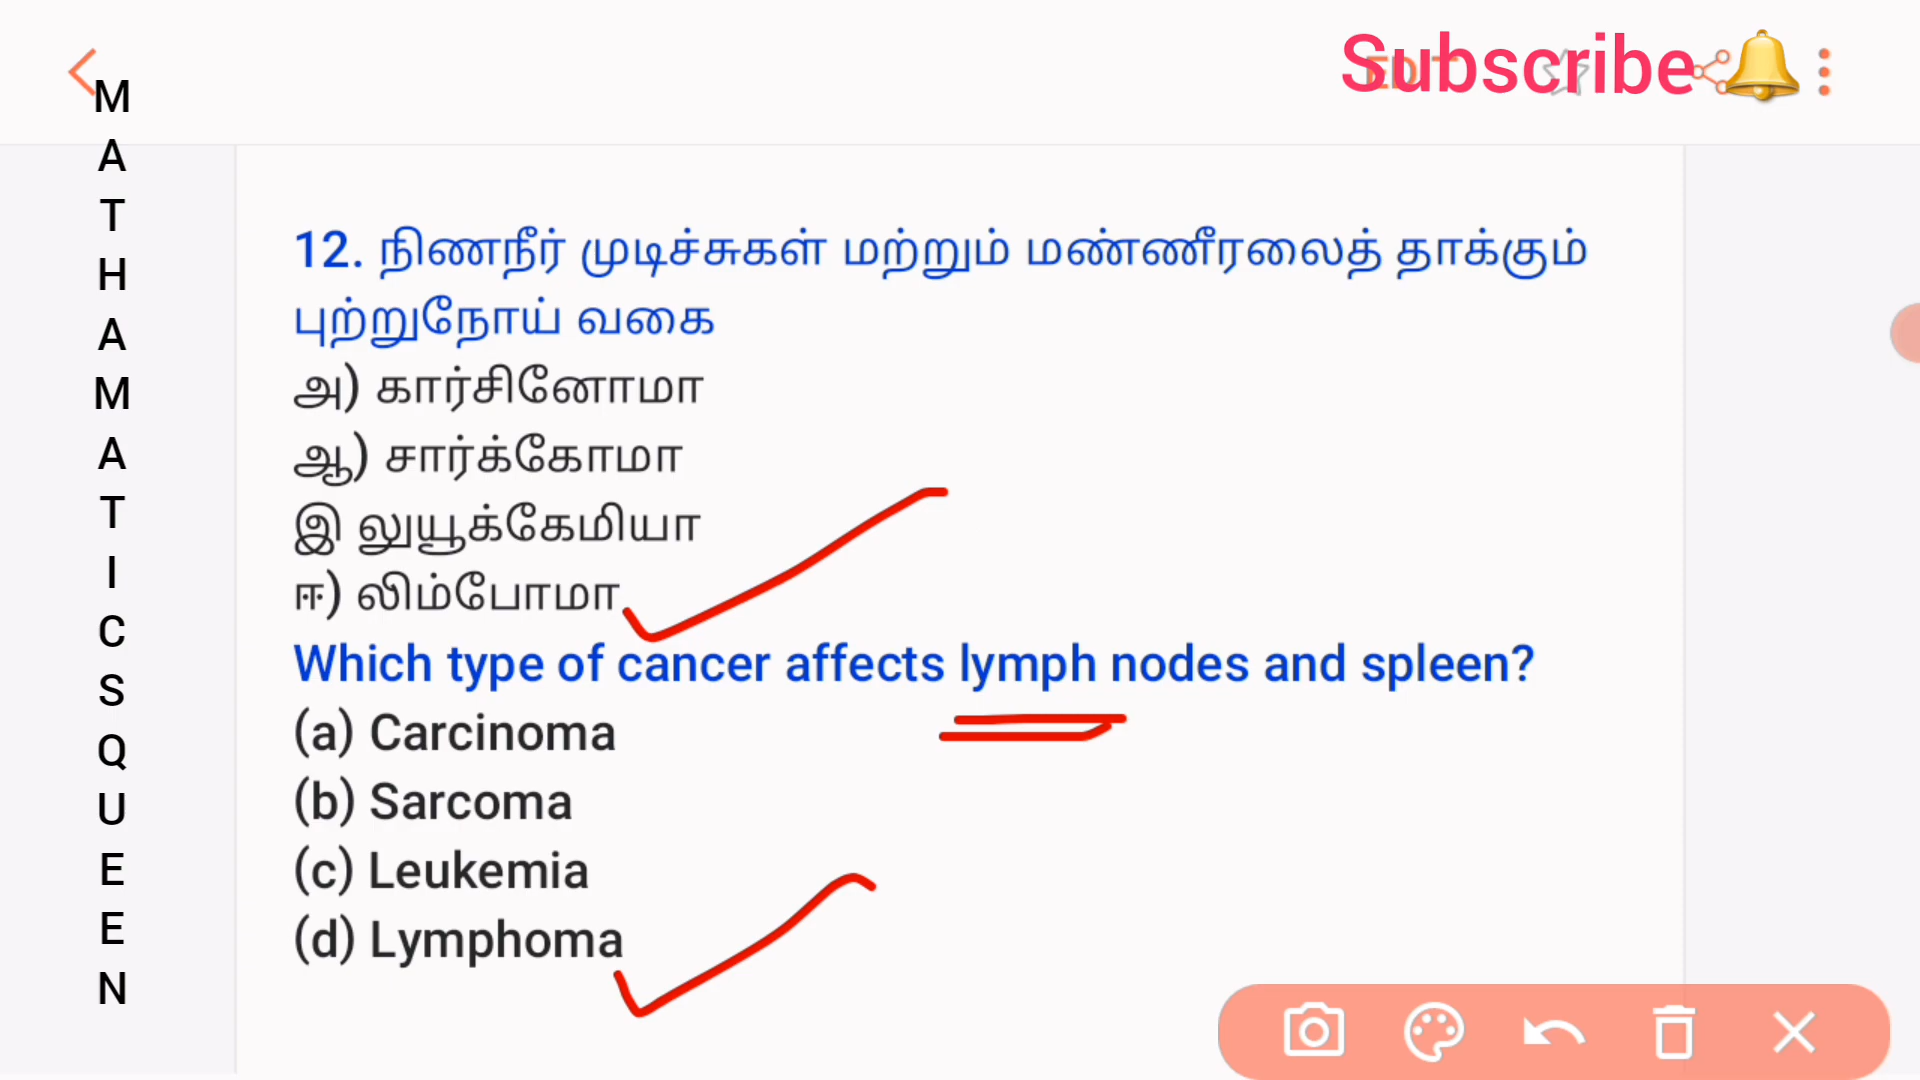 Subscribe
MATHAMATICSQUEEN
12. நிணநீர் முடிச்சுகள் மற்றும் மண்ணீரலைத் தாக்கும்
புற்றுநோய் வகை
அ) கார்சினோமா
ஆ) சார்க்கோமா
இ லுயூக்கேமியா
ஈ) லிம்போமா
Which type of cancer affects lymph nodes and spleen?
(a) Carcinoma
(b) Sarcoma
(c) Leukemia
(d) Lymphoma